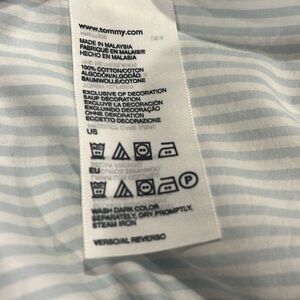 www.tommy.com
MADE IN MALAYSIA
FABRIQUÉ EN MALAISIE
HECHO EN MALASIA
100% COTTON/COTON
ALGODON/ALGODÃO
BAUMWOLLE/COTONE
EXCLUSIVE OF DECORATION
SAUF DÉCORATION
EXCLUYE LA DECORACIÓN
EXCLUINDO A DECORAÇÃO
OHNE DEKORATION
ECCETTO DECORAZIONE
US
EU
WASH DARK COLOR
SEPARATELY, DRY PROMPTLY,
STEAM IRON
VERSO/AL REVERSO